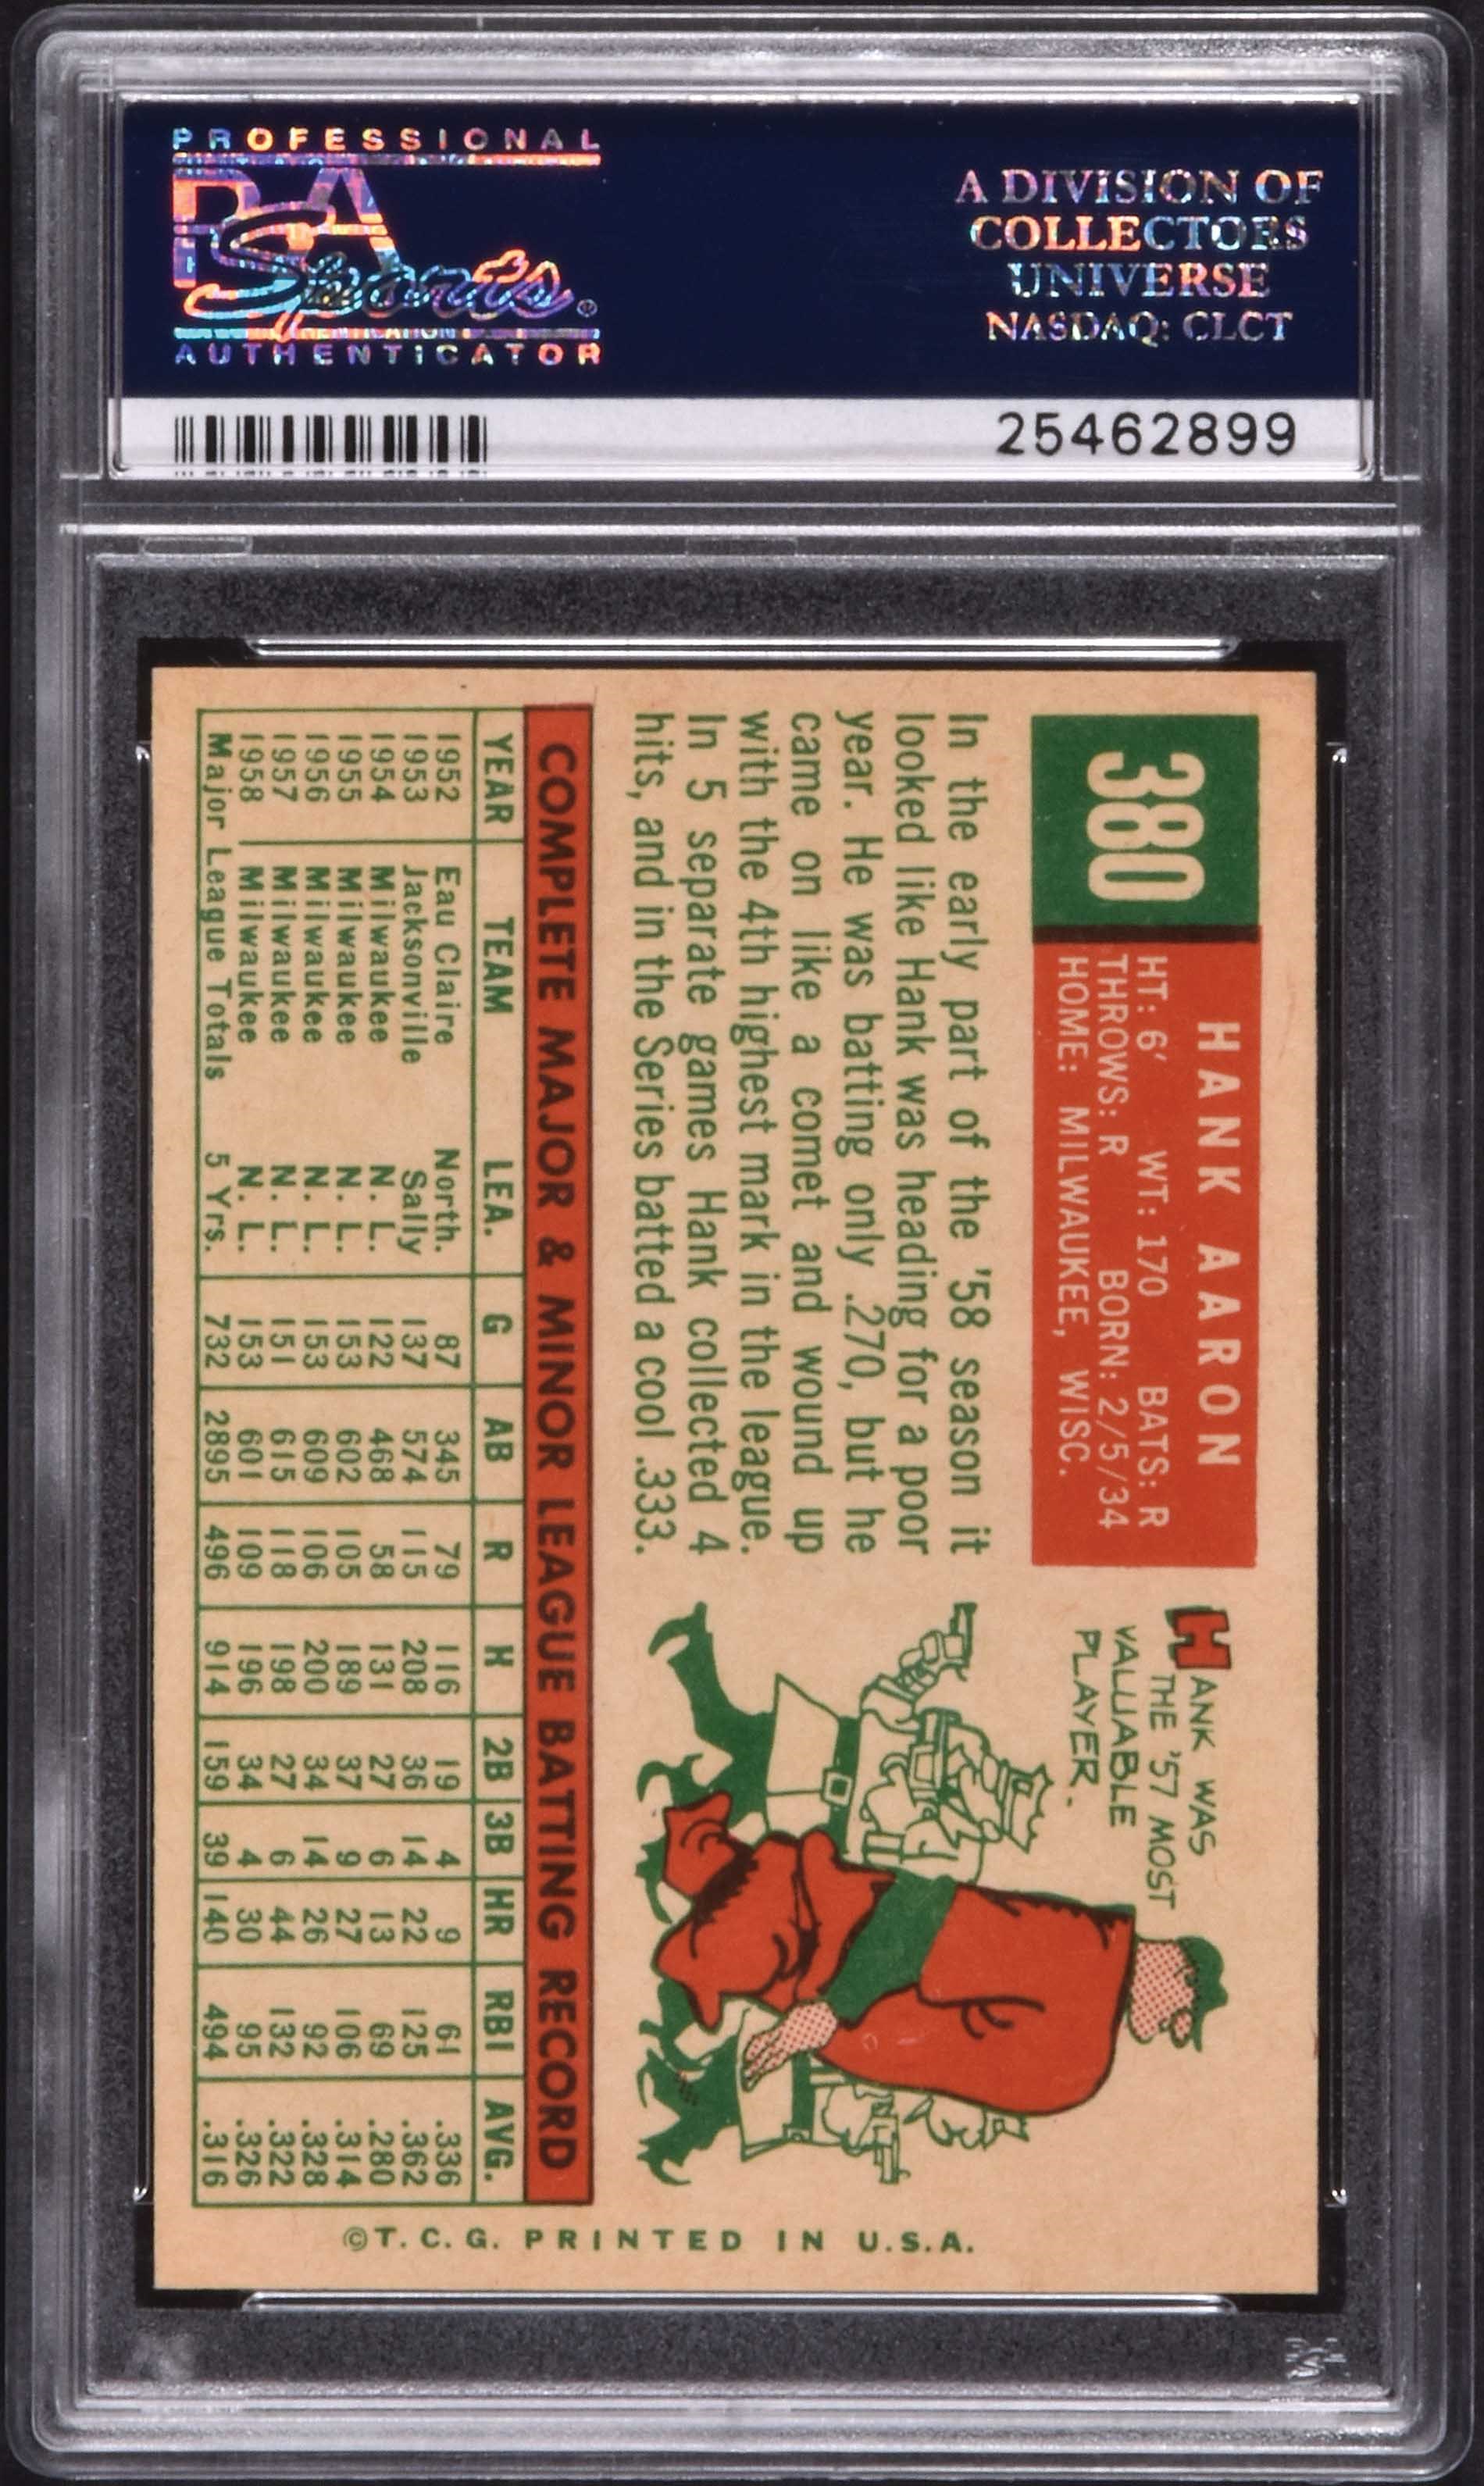 PROFESSIONAL
PSA
Sports®
AUTHENTICATOR
A DIVISION OF
COLLECTORS
UNIVERSE
NASDAQ: CLCT
25462899
380
HANK AARON
HT: 6' WT: 170 BATS: R
THROWS: R BORN: 2/5/34
HOME: MILWAUKEE, WISC.
In the early part of the '58 season it
looked like Hank was heading for a poor
year. He was batting only .270, but he
came on like a comet and wound up
with the 4th highest mark in the league.
In 5 separate games Hank collected 4
hits, and in the Series batted a cool .333.
HANK WAS
THE '57 MOST
VALUABLE
PLAYER.
COMPLETE MAJOR & MINOR LEAGUE BATTING RECORD
YEAR TEAM LEA. G AB R H 2B 3B HR RBI AVG.
1952 Eau Claire North. 87 345 79 116 19 4 9 61 .336
1953 Jacksonville Sally 137 574 115 208 36 14 22 125 .362
1954 Milwaukee N. L. 122 468 58 131 27 6 13 69 .280
1955 Milwaukee N. L. 153 602 105 189 37 9 27 106 .314
1956 Milwaukee N. L. 153 609 106 200 34 14 26 92 .328
1957 Milwaukee N. L. 151 615 118 198 27 6 44 132 .322
1958 Milwaukee N. L. 153 601 109 196 34 4 30 95 .326
Major League Totals 5 Yrs. 732 2895 496 914 159 39 140 494 .316
©T. C. G. PRINTED IN U.S.A.